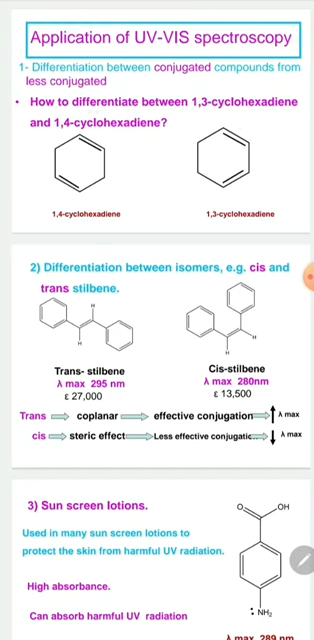 Application of UV-VIS spectroscopy
1- Differentiation between conjugated compounds from
less conjugated
• How to differentiate between 1,3-cyclohexadiene
and 1,4-cyclohexadiene?
1,4-cyclohexadiene 1,3-cyclohexadiene
2) Differentiation between isomers, e.g. cis and
trans stilbene.
H
H
H
H
Trans- stilbene
λ max 295 nm
ε 27,000
Cis-stilbene
λ max 280nm
ε 13,500
Trans ⇒ coplanar ⇒ effective conjugation ⇒ ↑ λ max
cis ⇒ steric effect ⇒ Less effective conjugatic.. ⇒ ↓ λ max
3) Sun screen lotions.
Used in many sun screen lotions to
protect the skin from harmful UV radiation.
High absorbance.
Can absorb harmful UV radiation
O OH
: NH₂
λ max 289 nm